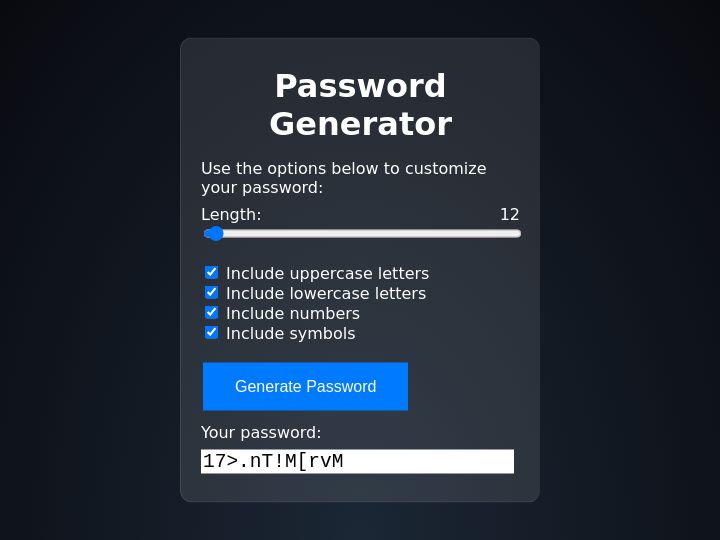 Password
Generator
Use the options below to customize
your password:
Length: 12
Include uppercase letters
Include lowercase letters
Include numbers
Include symbols
Generate Password
Your password:
17>.nT!M[rvM